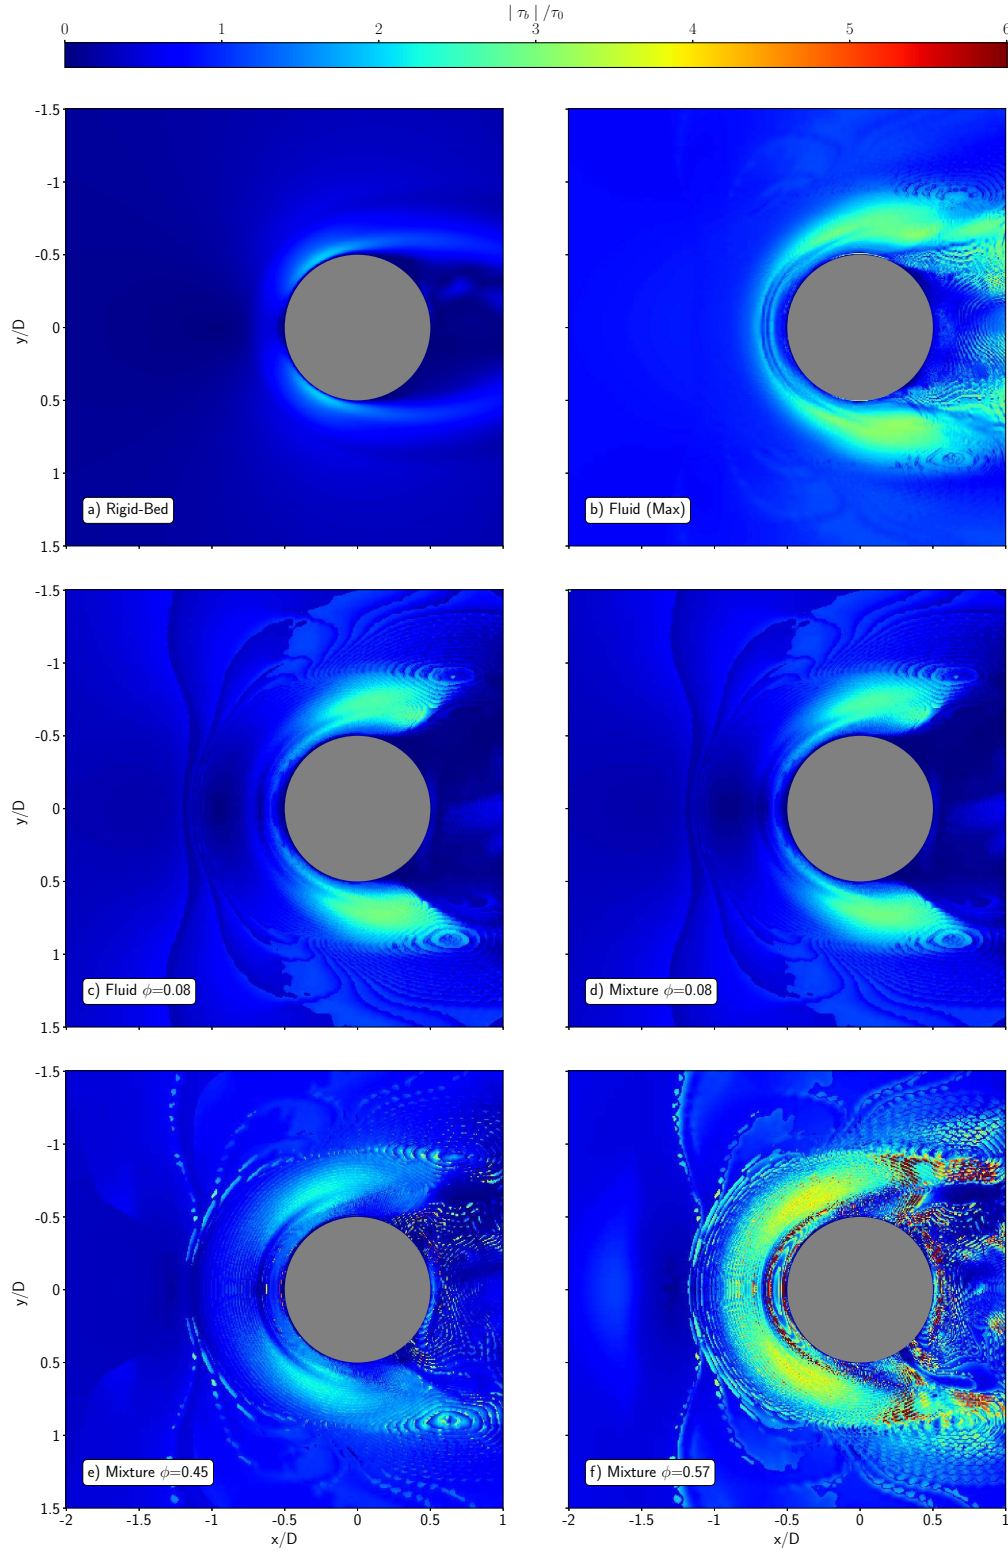 | τb | /τ0
0 1 2 3 4 5 6
-1.5
-1
-0.5
0
0.5
1
1.5
y/D
a) Rigid-Bed
b) Fluid (Max)
-1.5
-1
-0.5
0
0.5
1
1.5
y/D
c) Fluid ϕ=0.08
d) Mixture ϕ=0.08
-1.5
-1
-0.5
0
0.5
1
1.5
y/D
e) Mixture ϕ=0.45
f) Mixture ϕ=0.57
-2 -1.5 -1 -0.5 0 0.5 1 -2 -1.5 -1 -0.5 0 0.5 1
x/D x/D